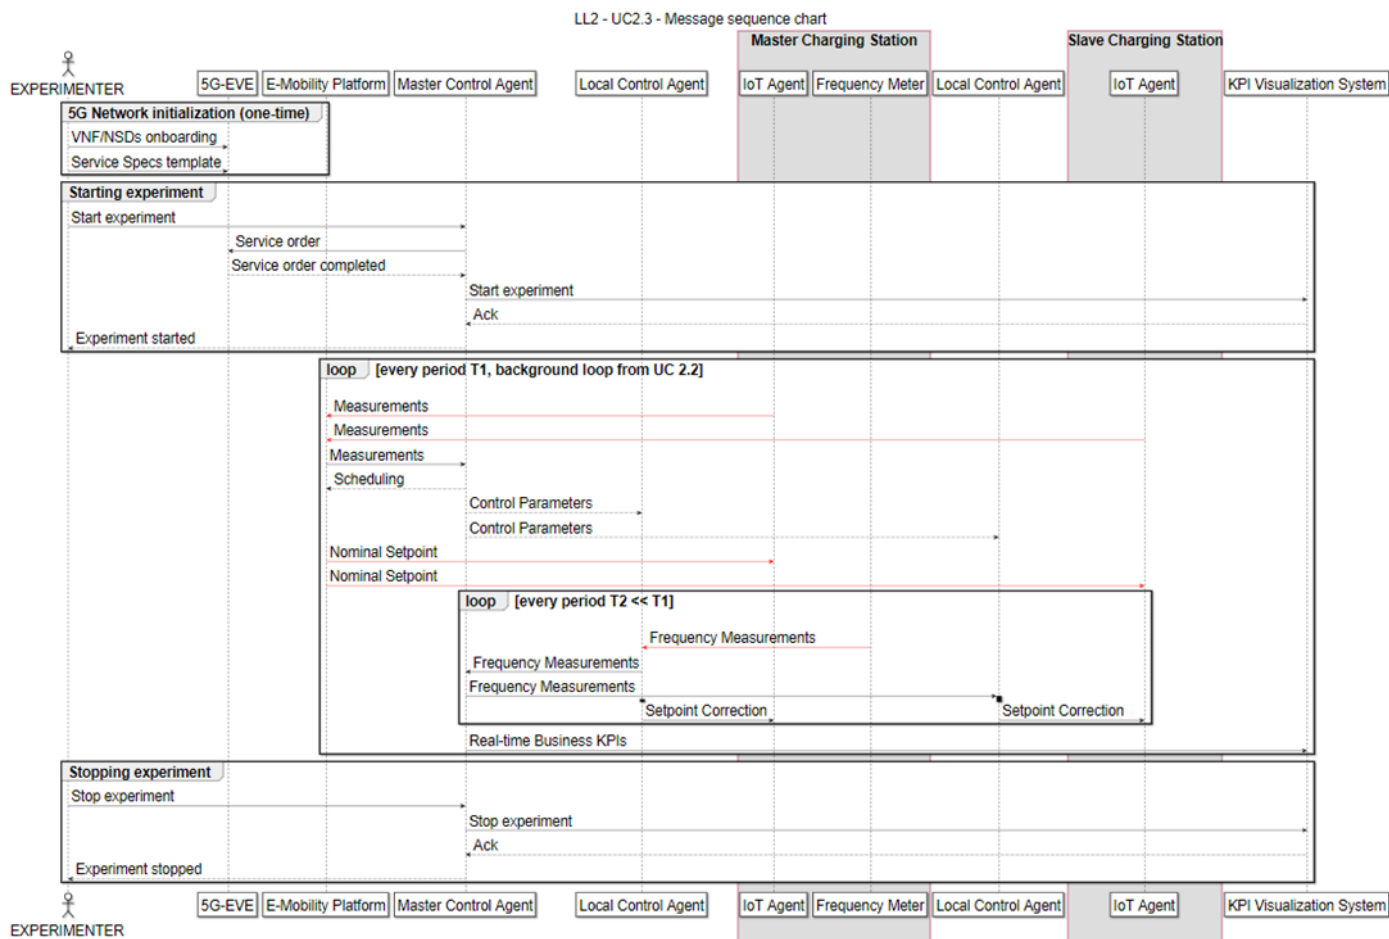 LL2 - UC2.3 - Message sequence chart
Master Charging Station
Slave Charging Station
EXPERIMENTER
5G-EVE
E-Mobility Platform
Master Control Agent
Local Control Agent
IoT Agent
Frequency Meter
Local Control Agent
IoT Agent
KPI Visualization System
5G Network initialization (one-time)
VNF/NSDs onboarding
Service Specs template
Starting experiment
Start experiment
Service order
Service order completed
Start experiment
Ack
Experiment started
loop [every period T1, background loop from UC 2.2]
Measurements
Measurements
Measurements
Scheduling
Control Parameters
Control Parameters
Nominal Setpoint
Nominal Setpoint
loop [every period T2 << T1]
Frequency Measurements
Frequency Measurements
Frequency Measurements
Setpoint Correction
Setpoint Correction
Real-time Business KPIs
Stopping experiment
Stop experiment
Stop experiment
Ack
Experiment stopped
EXPERIMENTER
5G-EVE
E-Mobility Platform
Master Control Agent
Local Control Agent
IoT Agent
Frequency Meter
Local Control Agent
IoT Agent
KPI Visualization System